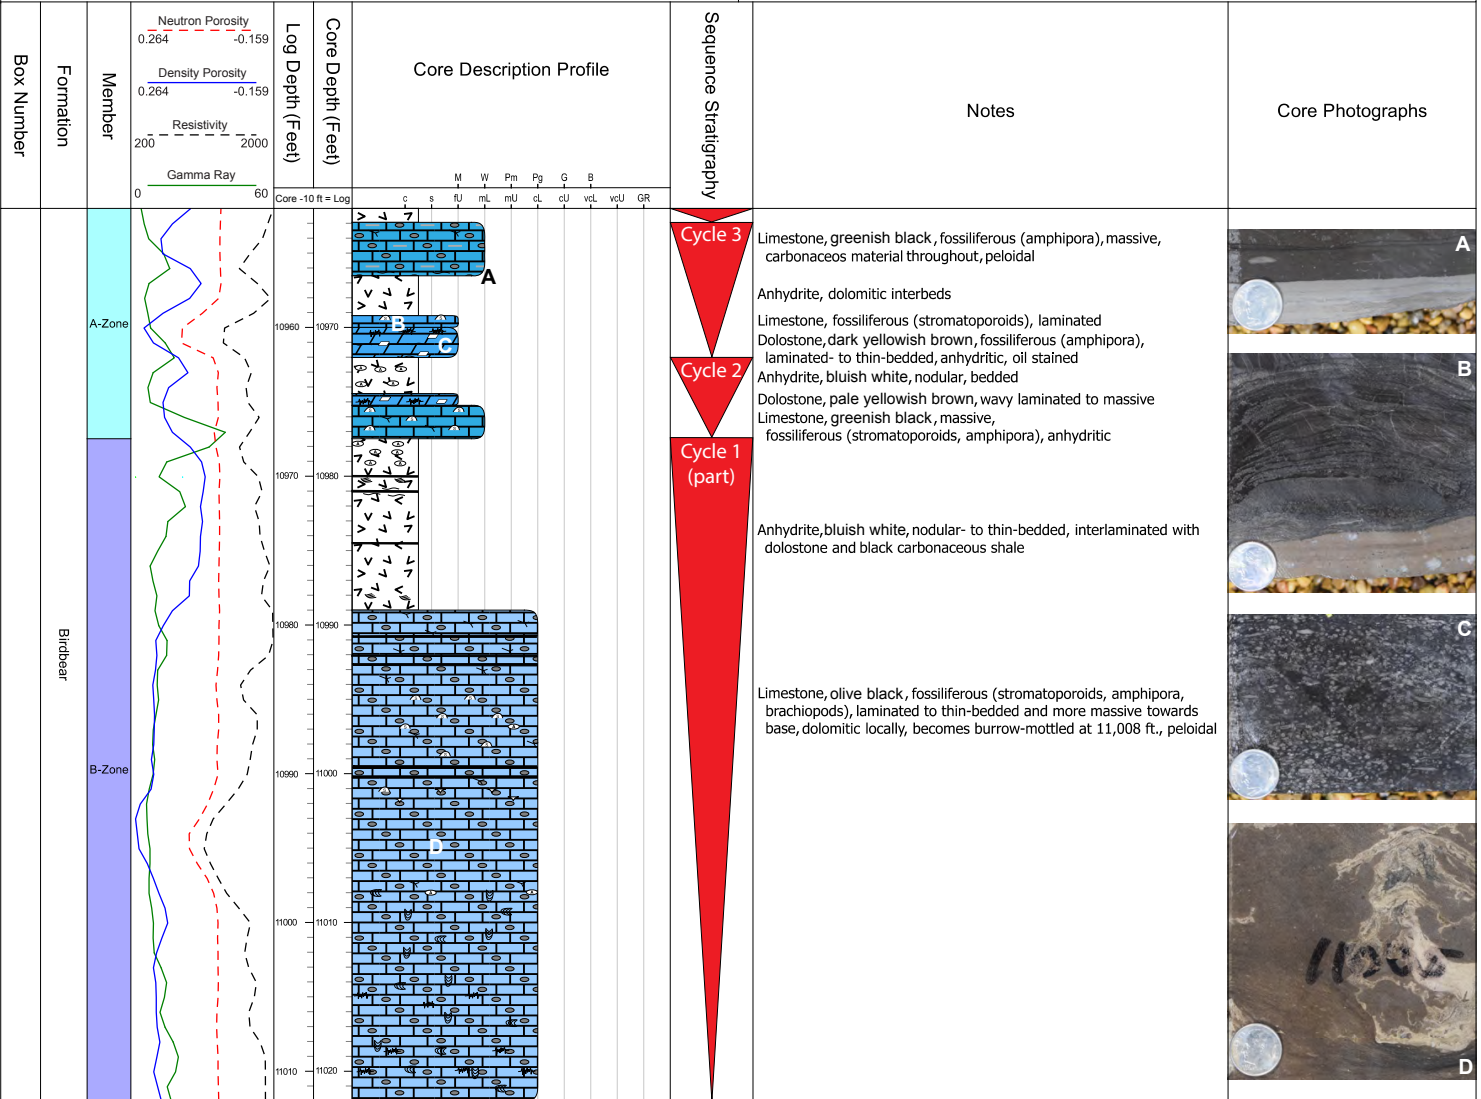 Box Number
Formation
Member
Neutron Porosity
0.264 -0.159
Density Porosity
0.264 -0.159
Resistivity
200 2000
Gamma Ray
0 60
Log Depth (Feet)
Core Depth (Feet)
Core -10 ft = Log
Core Description Profile
M W Pm Pg G B
c s fU mL mU cL cU vcL vcU GR
Sequence Stratigraphy
Notes
Core Photographs
Birdbear
A-Zone
B-Zone
10960 10970
10970 10980
10980 10990
10990 11000
11000 11010
11010 11020
A
B
C
D
Cycle 3
Cycle 2
Cycle 1
(part)
Limestone, greenish black, fossiliferous (amphipora), massive,
carbonaceos material throughout, peloidal
Anhydrite, dolomitic interbeds
Limestone, fossiliferous (stromatoporoids), laminated
Dolostone, dark yellowish brown, fossiliferous (amphipora),
laminated- to thin-bedded, anhydritic, oil stained
Anhydrite, bluish white, nodular, bedded
Dolostone, pale yellowish brown, wavy laminated to massive
Limestone, greenish black, massive,
fossiliferous (stromatoporoids, amphipora), anhydritic
Anhydrite, bluish white, nodular- to thin-bedded, interlaminated with
dolostone and black carbonaceous shale
Limestone, olive black, fossiliferous (stromatoporoids, amphipora,
brachiopods), laminated to thin-bedded and more massive towards
base, dolomitic locally, becomes burrow-mottled at 11,008 ft., peloidal
A
B
C
D